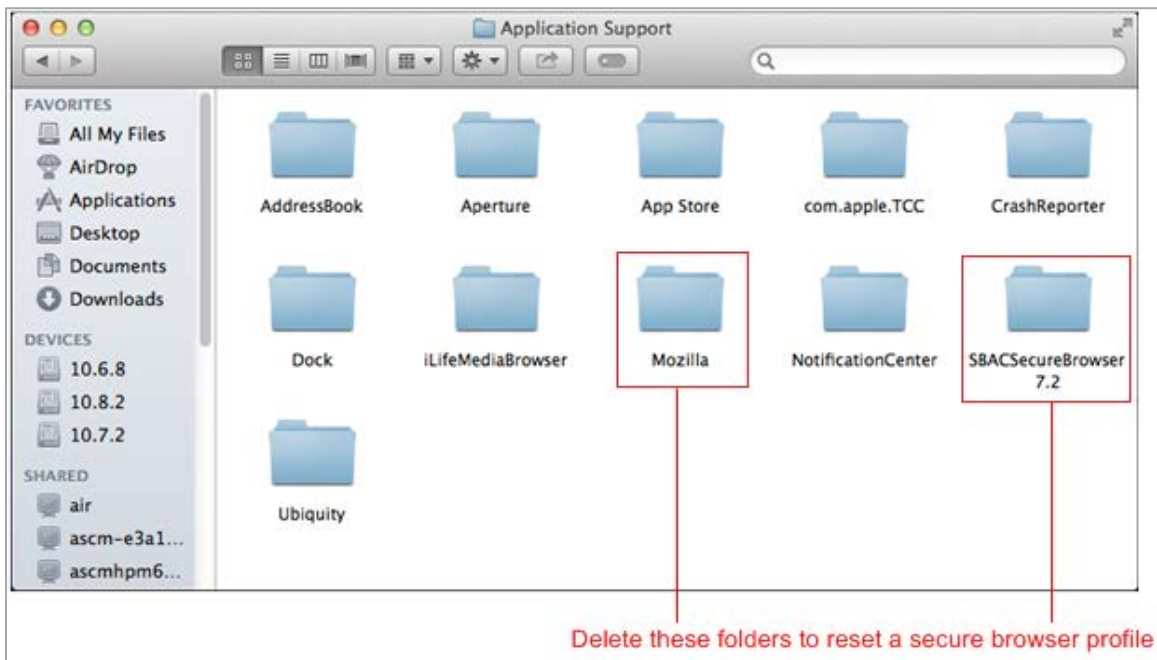 Application Support
FAVORITES
All My Files
AirDrop
Applications
Desktop
Documents
Downloads
DEVICES
10.6.8
10.8.2
10.7.2
SHARED
air
ascm-e3a1...
ascmhpm6...
AddressBook
Aperture
App Store
com.apple.TCC
CrashReporter
Dock
iLifeMediaBrowser
Mozilla
NotificationCenter
SBACSecureBrowser
7.2
Ubiquity
Delete these folders to reset a secure browser profile